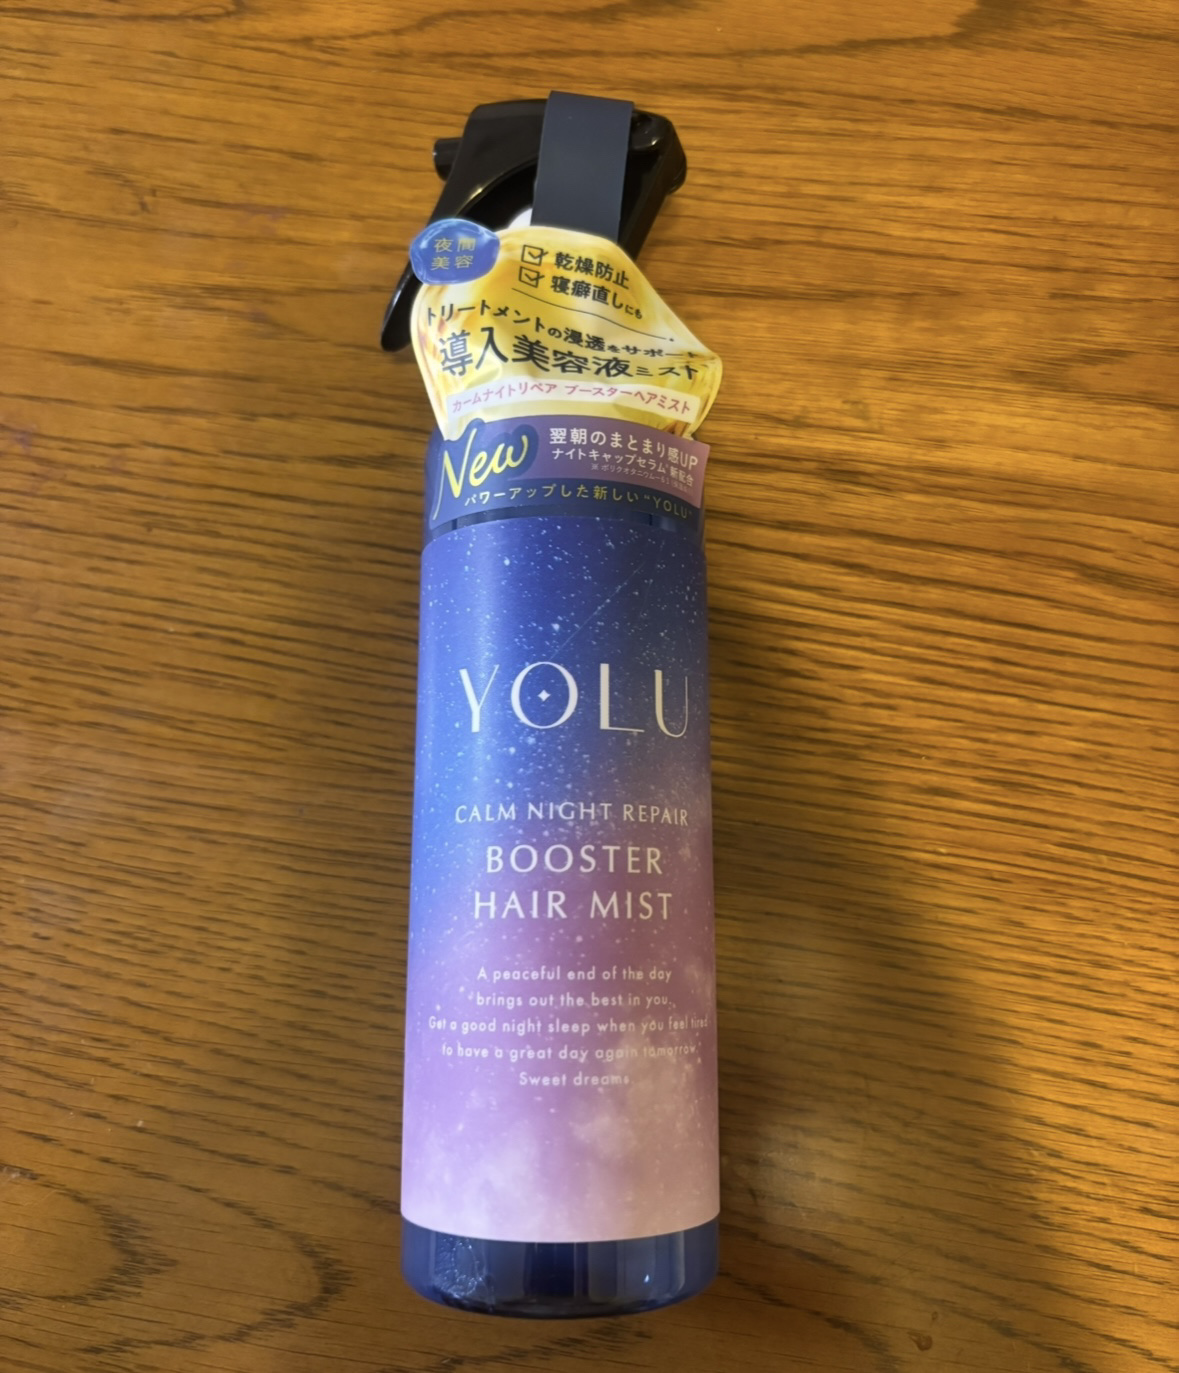 夜間
美容
乾燥防止
寝癖直しにも
トリートメントの浸透をサポート
導入美容液ミスト
カームナイトリペア ブースターヘアミスト
New
翌朝のまとまり感UP
ナイトキャップセラム※新配合
パワーアップした新しい“YOLU”
YOLU
CALM NIGHT REPAIR
BOOSTER
HAIR MIST
A peaceful end of the day
brings out the best in you.
Get a good night sleep when you feel tired
to have a great day again tomorrow.
Sweet dreams